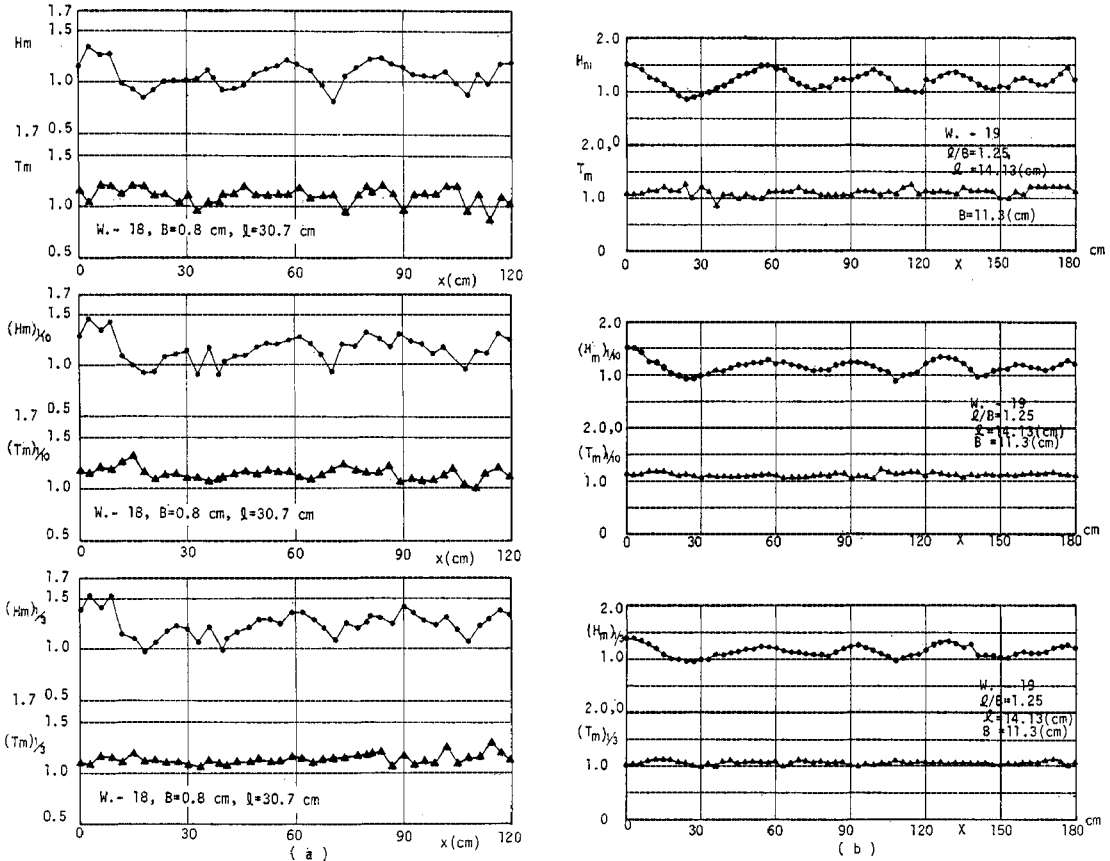 1.7
1.5
Hm
1.0
0.5
1.7
1.5
Tm
1.0
0.5
W.- 18, B=0.8 cm, ℓ=30.7 cm
0 30 60 90 120
x(cm)
1.7
1.5
(Hm)1/10
1.0
0.5
1.7
1.5
(Tm)1/10
1.0
0.5
W.- 18, B=0.8 cm, ℓ=30.7 cm
0 30 60 90 120
x(cm)
1.7
1.5
(Hm)1/3
1.0
0.5
1.7
1.5
(Tm)1/3
1.0
0.5
W.- 18, B=0.8 cm, ℓ=30.7 cm
0 30 60 90 120
x(cm)
( a )
2.0
Hm
1.0
2.0,0
Tm
1.0
0
W. - 19
ℓ/B=1.25,
ℓ =14.13(cm)
B=11.3(cm)
0 30 60 90 X 120 150 180
cm
2.0
(Hm)1/10
1.0
2.0,0
(Tm)1/10
1.0
0
W. - 19
ℓ/B=1.25
ℓ=14.13(cm)
B =11.3(cm)
0 30 60 90 X 120 150 180
cm
2.0
(Hm)1/3
1.0
2.0,0
(Tm)1/3
1.0
0
W. - 19
ℓ/B=1.25
ℓ =14.13(cm)
B =11.3(cm)
0 30 60 90 X 120 150 180
cm
( b )